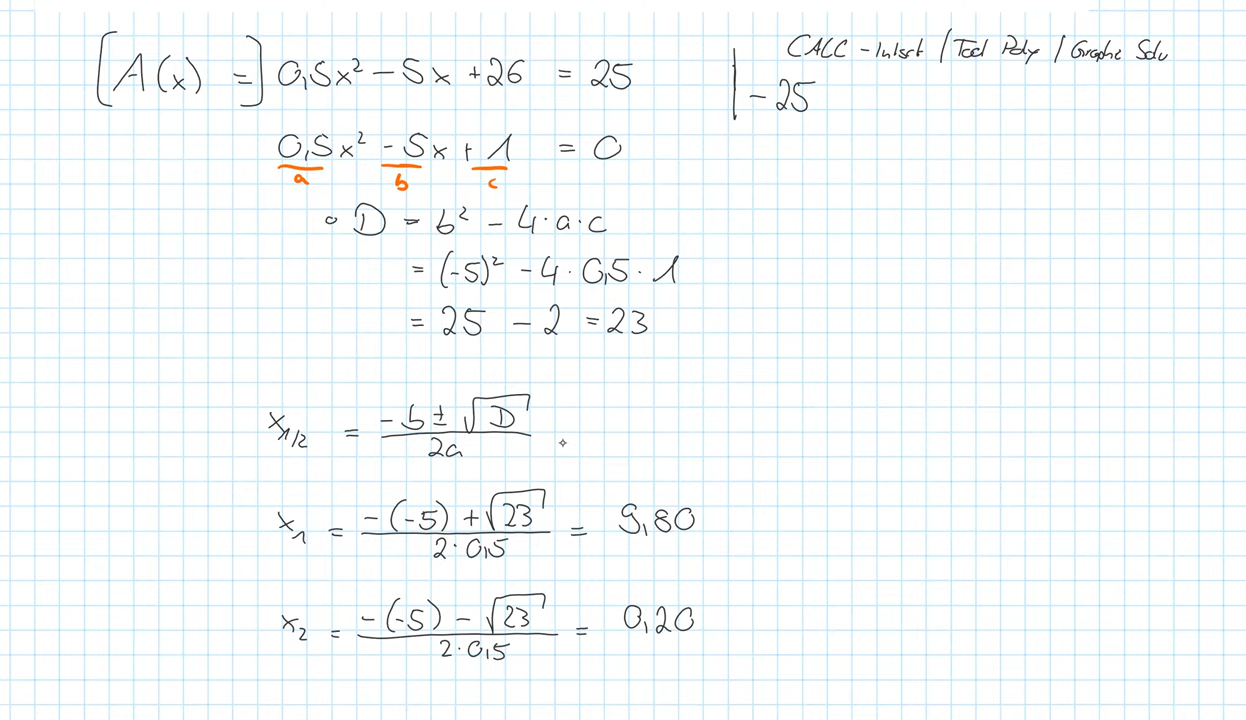 [A(x) =] 0,5x² - 5x + 26 = 25 | - 25
CALC - Intsct / Tool Poly / Graphic Solv
0,5x² - 5x + 1 = 0
a b c
∘ D = b² - 4·a·c
= (-5)² - 4·0,5·1
= 25 - 2 = 23
x₁/₂ = (-b ± √D) / 2a
x₁ = (-(-5) + √23) / (2·0,5) = 9,80
x₂ = (-(-5) - √23) / (2·0,5) = 0,20